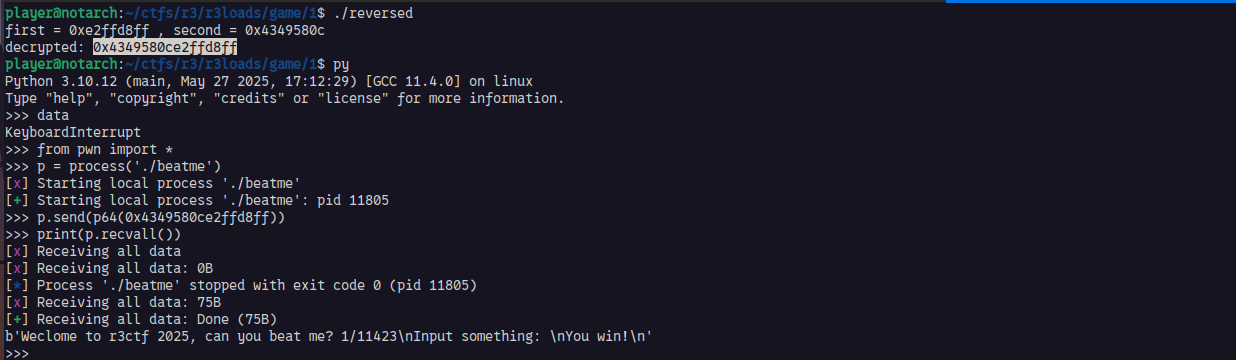 player@notarch:~/ctfs/r3/r3loads/game/1$ ./reversed
first = 0xe2ffd8ff , second = 0x4349580c
decrypted: 0x4349580ce2ffd8ff
player@notarch:~/ctfs/r3/r3loads/game/1$ py
Python 3.10.12 (main, May 27 2025, 17:12:29) [GCC 11.4.0] on linux
Type "help", "copyright", "credits" or "license" for more information.
>>> data
KeyboardInterrupt
>>> from pwn import *
>>> p = process('./beatme')
[x] Starting local process './beatme'
[+] Starting local process './beatme': pid 11805
>>> p.send(p64(0x4349580ce2ffd8ff))
>>> print(p.recvall())
[x] Receiving all data
[x] Receiving all data: 0B
[*] Process './beatme' stopped with exit code 0 (pid 11805)
[x] Receiving all data: 75B
[+] Receiving all data: Done (75B)
b'Weclome to r3ctf 2025, can you beat me? 1/11423\nInput something: \nYou win!\n'
>>>